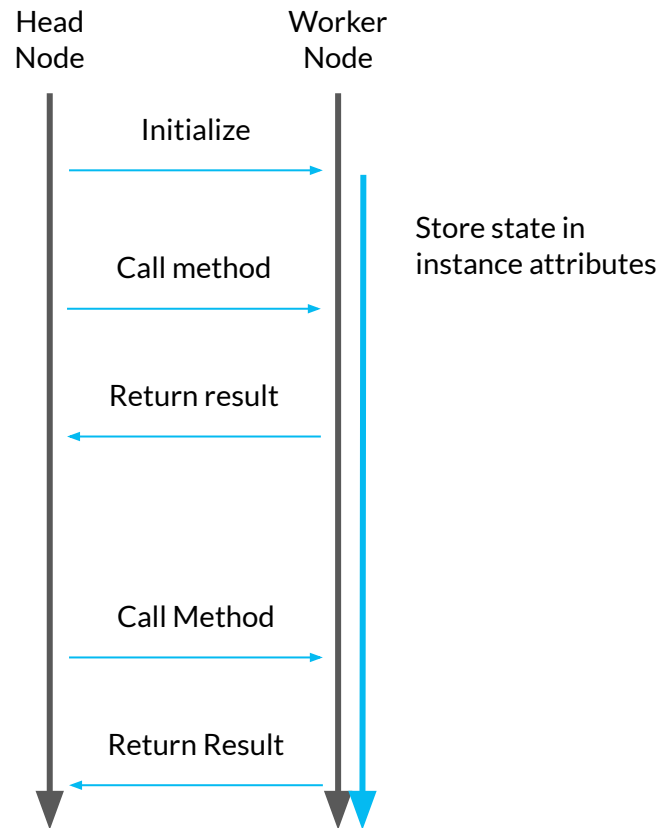 Head
Node
Worker
Node
Initialize
Store state in
instance attributes
Call method
Return result
Call Method
Return Result